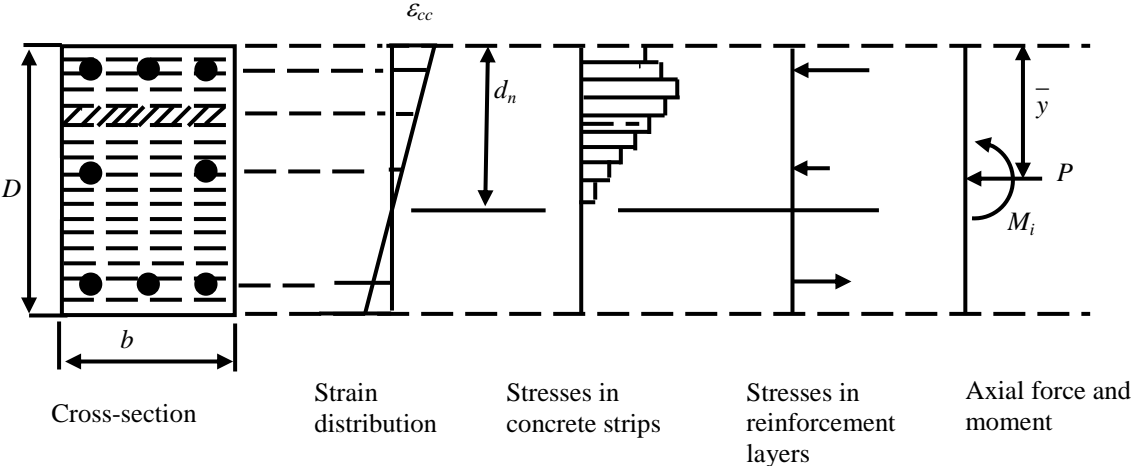 ε_cc
d_n
y̅
D
P
M_i
b
Cross-section
Strain
distribution
Stresses in
concrete strips
Stresses in
reinforcement
layers
Axial force and
moment